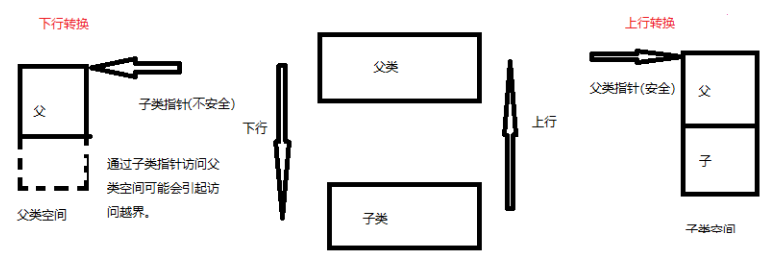 下行转换
上行转换
父类
父类指针(安全)
父
子类指针(不安全)
父
下行
上行
通过子类指针访问父
类空间可能会引起访
问越界。
子
父类空间
子类
子类空间